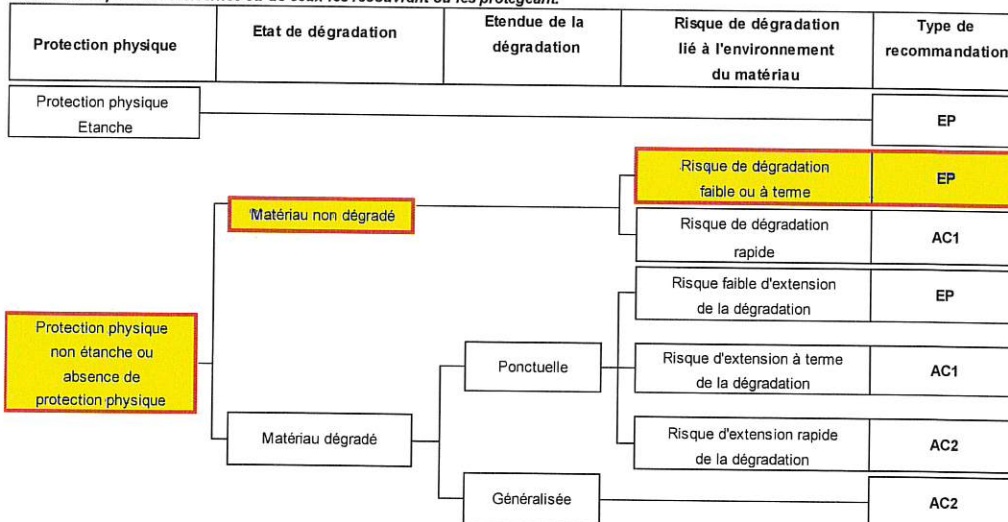 Protection physique
Etat de dégradation
Etendue de la
dégradation
Risque de dégradation
lié à l'environnement
du matériau
Type de
recommandation
Protection physique
Etanche
EP
Risque de dégradation
faible ou à terme
EP
Matériau non dégradé
Risque de dégradation
rapide
AC1
Risque faible d'extension
de la dégradation
EP
Protection physique
non étanche ou
absence de
protection physique
Ponctuelle
Risque d'extension à terme
de la dégradation
AC1
Matériau dégradé
Risque d'extension rapide
de la dégradation
AC2
Généralisée
AC2